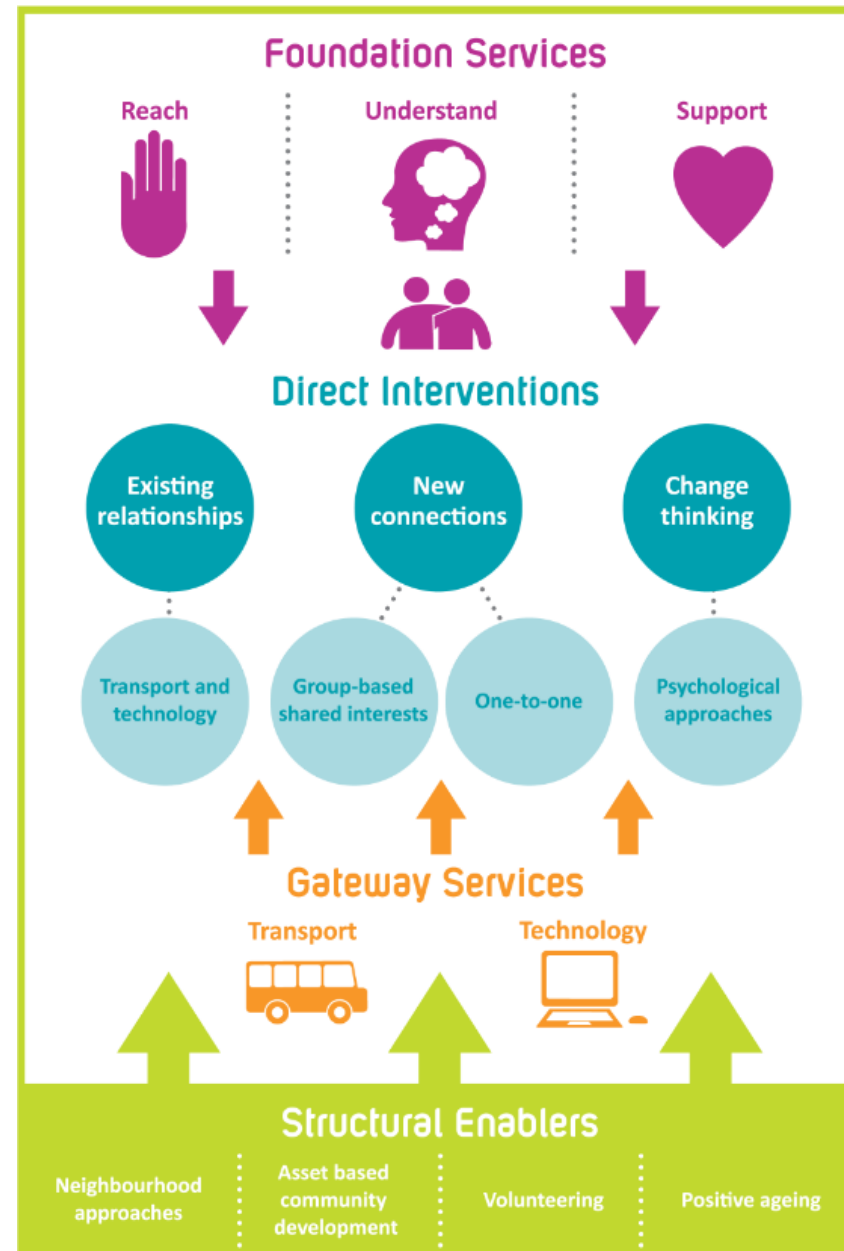 Foundation Services
Reach
Understand
Support
Direct Interventions
Existing
relationships
New
connections
Change
thinking
Transport and
technology
Group-based
shared interests
One-to-one
Psychological
approaches
Gateway Services
Transport
Technology
Structural Enablers
Neighbourhood
approaches
Asset based
community
development
Volunteering
Positive ageing